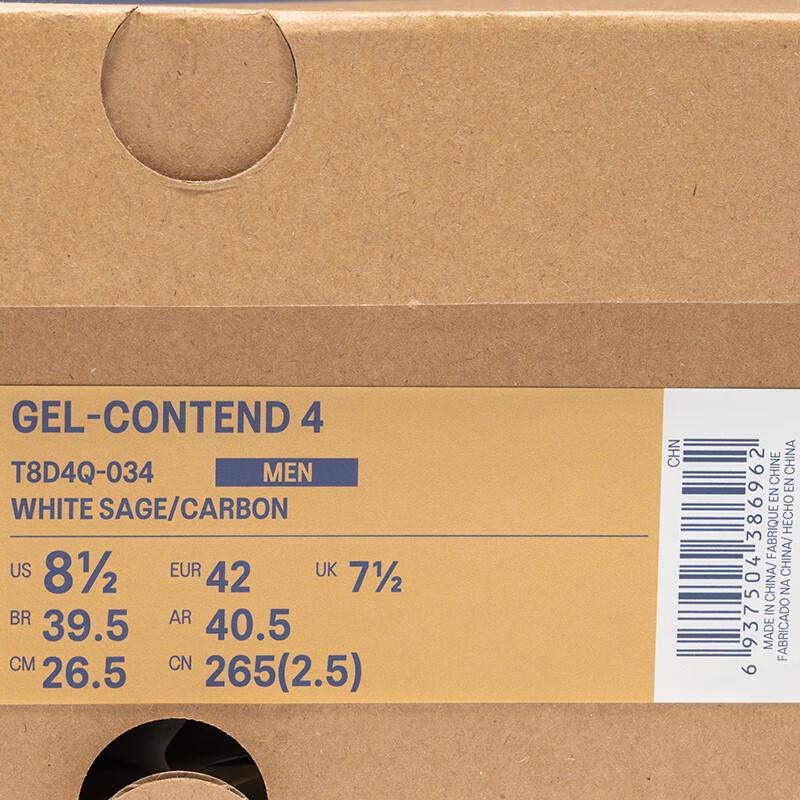 GEL-CONTEND 4
T8D4Q-034 MEN
WHITE SAGE/CARBON
US 8½ EUR 42 UK 7½
BR 39.5 AR 40.5
CM 26.5 CN 265(2.5)
CHN
6 937504 386962
MADE IN CHINA/ FABRIQUE EN CHINE
FABRICADO NA CHINA/ HECHO EN CHINA